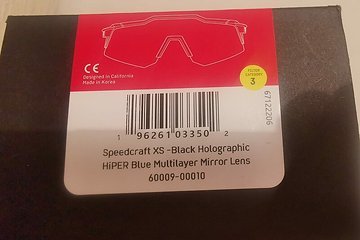 CE
Designed in California
Made in Korea
FILTER
CATEGORY
3
67122206
1 96261 03350 2
Speedcraft XS -Black Holographic
HiPER Blue Multilayer Mirror Lens
60009-00010